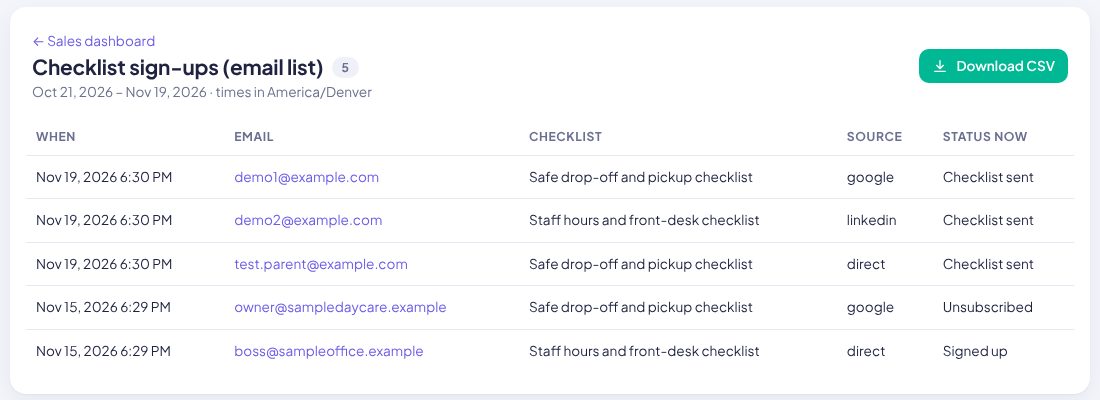 ← Sales dashboard
Checklist sign-ups (email list) 5
Download CSV
Oct 21, 2026 – Nov 19, 2026 · times in America/Denver
WHEN EMAIL CHECKLIST SOURCE STATUS NOW
Nov 19, 2026 6:30 PM demo1@example.com Safe drop-off and pickup checklist google Checklist sent
Nov 19, 2026 6:30 PM demo2@example.com Staff hours and front-desk checklist linkedin Checklist sent
Nov 19, 2026 6:30 PM test.parent@example.com Safe drop-off and pickup checklist direct Checklist sent
Nov 15, 2026 6:29 PM owner@sampledaycare.example Safe drop-off and pickup checklist google Unsubscribed
Nov 15, 2026 6:29 PM boss@sampleoffice.example Staff hours and front-desk checklist direct Signed up